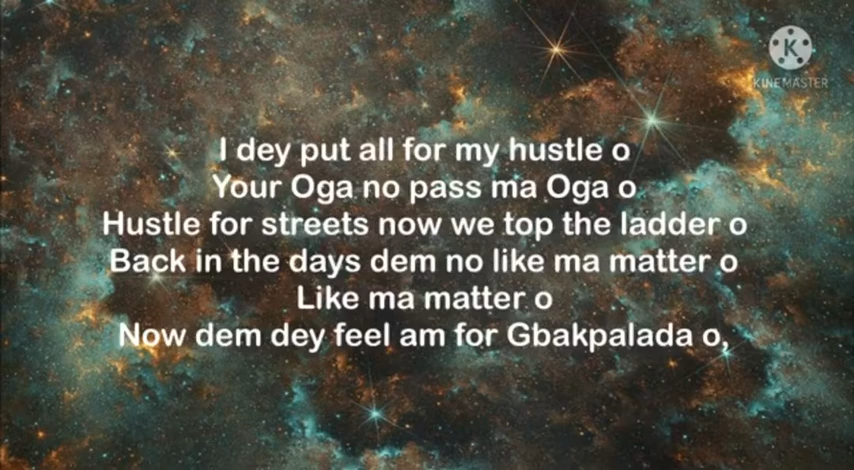 KINEMASTER
I dey put all for my hustle o
Your Oga no pass ma Oga o
Hustle for streets now we top the ladder o
Back in the days dem no like ma matter o
Like ma matter o
Now dem dey feel am for Gbakpalada o,